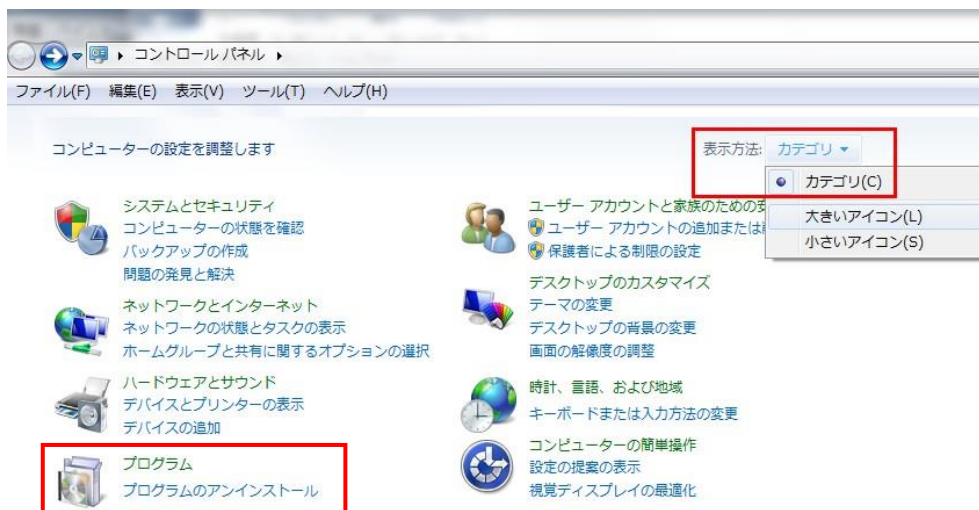 コントロール パネル
ファイル(F) 編集(E) 表示(V) ツール(T) ヘルプ(H)
コンピューターの設定を調整します
表示方法: カテゴリ
カテゴリ(C)
大きいアイコン(L)
小さいアイコン(S)
システムとセキュリティ
コンピューターの状態を確認
バックアップの作成
問題の発見と解決
ネットワークとインターネット
ネットワークの状態とタスクの表示
ホームグループと共有に関するオプションの選択
ハードウェアとサウンド
デバイスとプリンターの表示
デバイスの追加
プログラム
プログラムのアンインストール
ユーザー アカウントと家族のための
ユーザー アカウントの追加または
保護者による制限の設定
デスクトップのカスタマイズ
テーマの変更
デスクトップの背景の変更
画面の解像度の調整
時計、言語、および地域
キーボードまたは入力方法の変更
コンピューターの簡単操作
設定の提案の表示
視覚ディスプレイの最適化